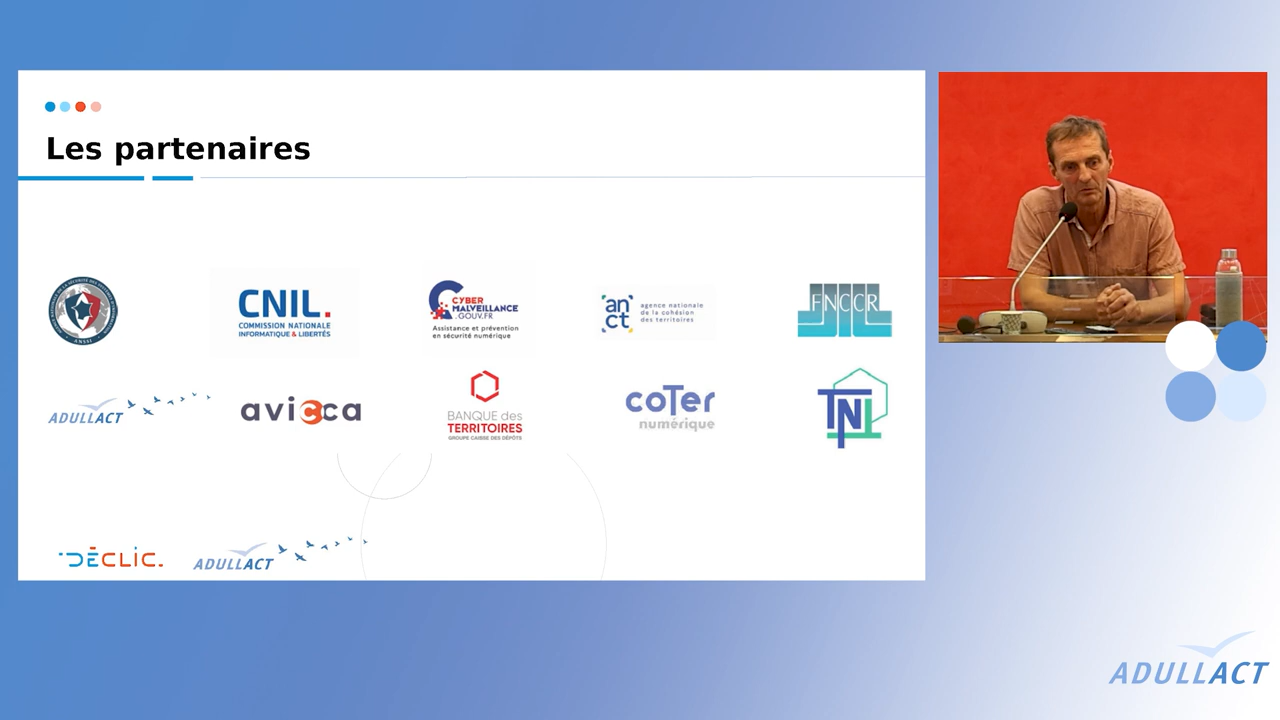 Les partenaires
ANSSI
CNIL.
COMMISSION NATIONALE
INFORMATIQUE & LIBERTÉS
CYBER
MALVEILLANCE
.GOUV.FR
Assistance et prévention
en sécurité numérique
an
ct
agence nationale
de la cohésion
des territoires
FNCCR
ADULLACT
avicca
BANQUE des
TERRITOIRES
GROUPE CAISSE DES DÉPÔTS
coTer
numérique
TNT
DÉCLIC.
ADULLACT
ADULLACT